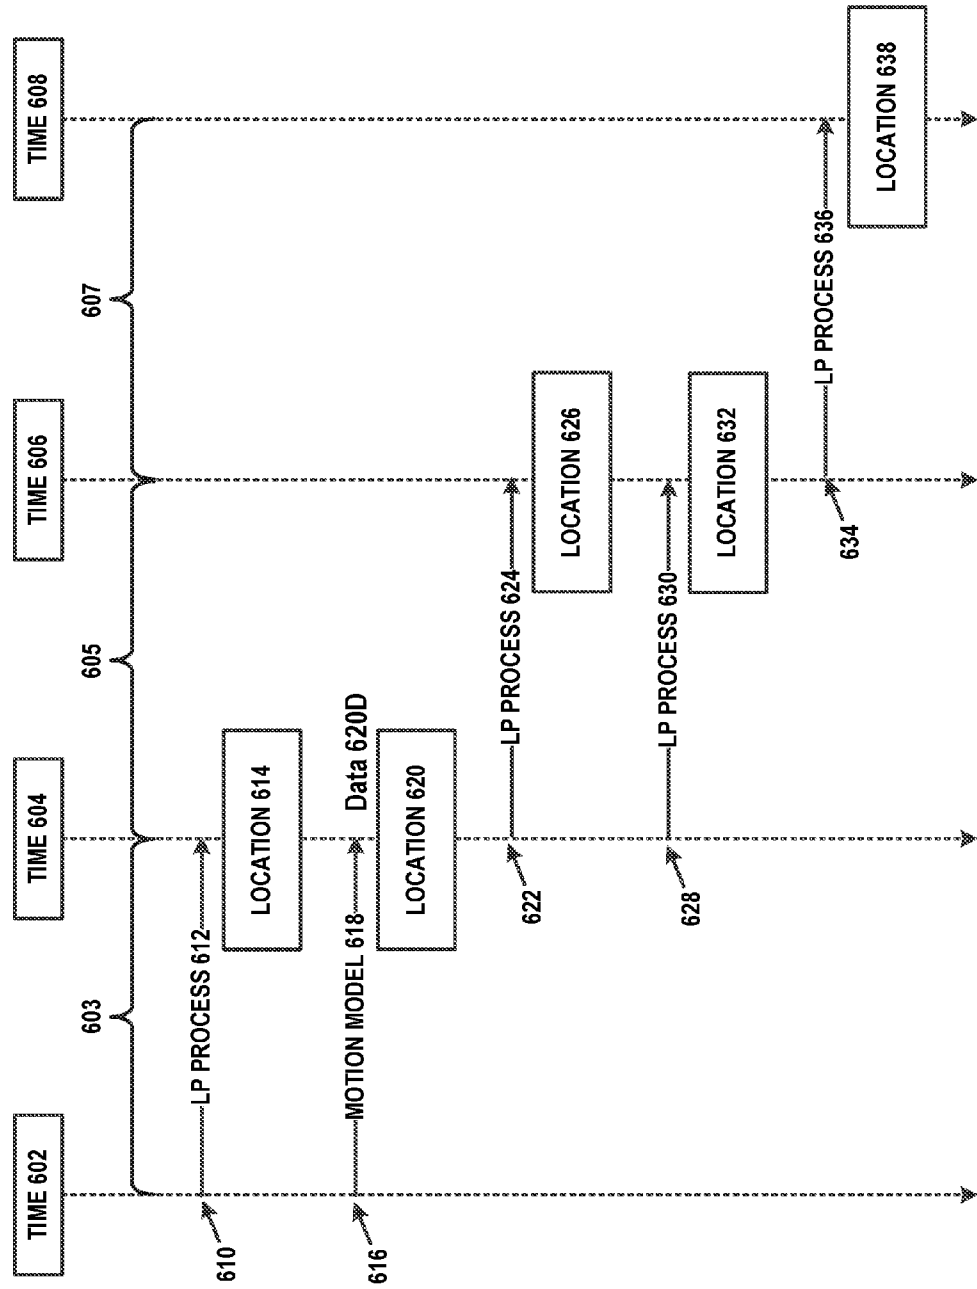 TIME 602
TIME 604
TIME 606
TIME 608
603
605
607
610
LP PROCESS 612
LOCATION 614
616
MOTION MODEL 618
Data 620D
LOCATION 620
622
LP PROCESS 624
LOCATION 626
628
LP PROCESS 630
LOCATION 632
634
LP PROCESS 636
LOCATION 638